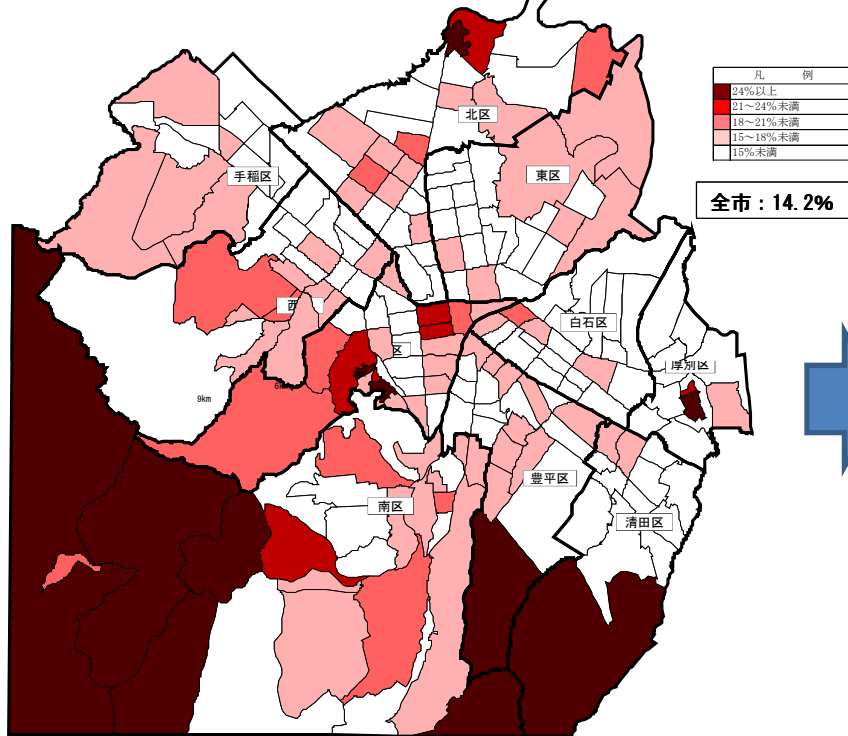 凡　例
24%以上
21～24%未満
18～21%未満
15～18%未満
15%未満
全市：14.2%
北区
東区
手稲区
西
区
白石区
厚別区
9km
豊平区
南区
清田区